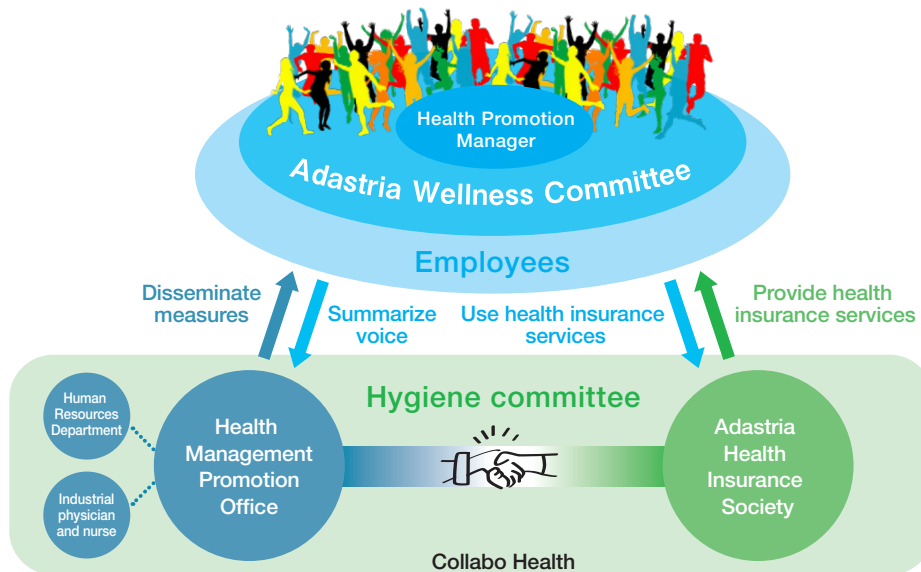 Health Promotion
Manager
Adastria Wellness Committee
Employees
Disseminate
measures
Summarize
voice
Use health insurance
services
Provide health
insurance services
Hygiene committee
Human
Resources
Department
Industrial
physician
and nurse
Health
Management
Promotion
Office
Adastria
Health
Insurance
Society
Collabo Health